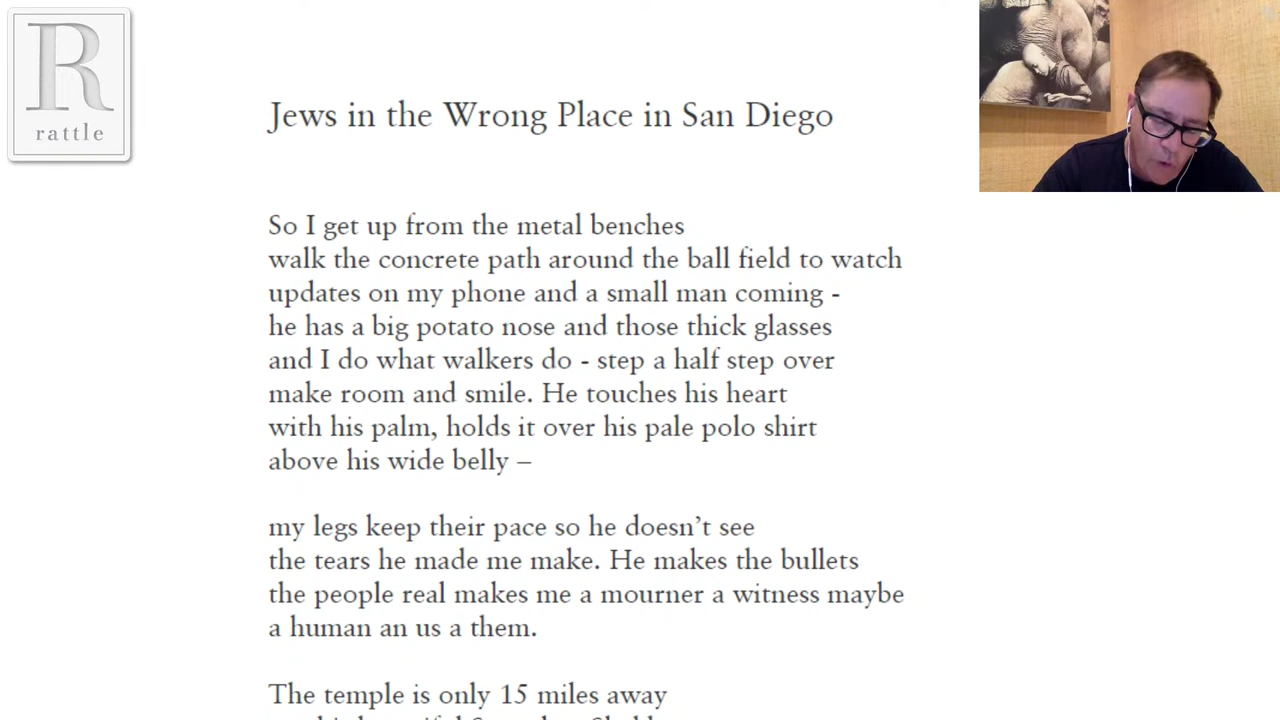 R
rattle
Jews in the Wrong Place in San Diego
So I get up from the metal benches
walk the concrete path around the ball field to watch
updates on my phone and a small man coming -
he has a big potato nose and those thick glasses
and I do what walkers do - step a half step over
make room and smile. He touches his heart
with his palm, holds it over his pale polo shirt
above his wide belly –
my legs keep their pace so he doesn’t see
the tears he made me make. He makes the bullets
the people real makes me a mourner a witness maybe
a human an us a them.
The temple is only 15 miles away